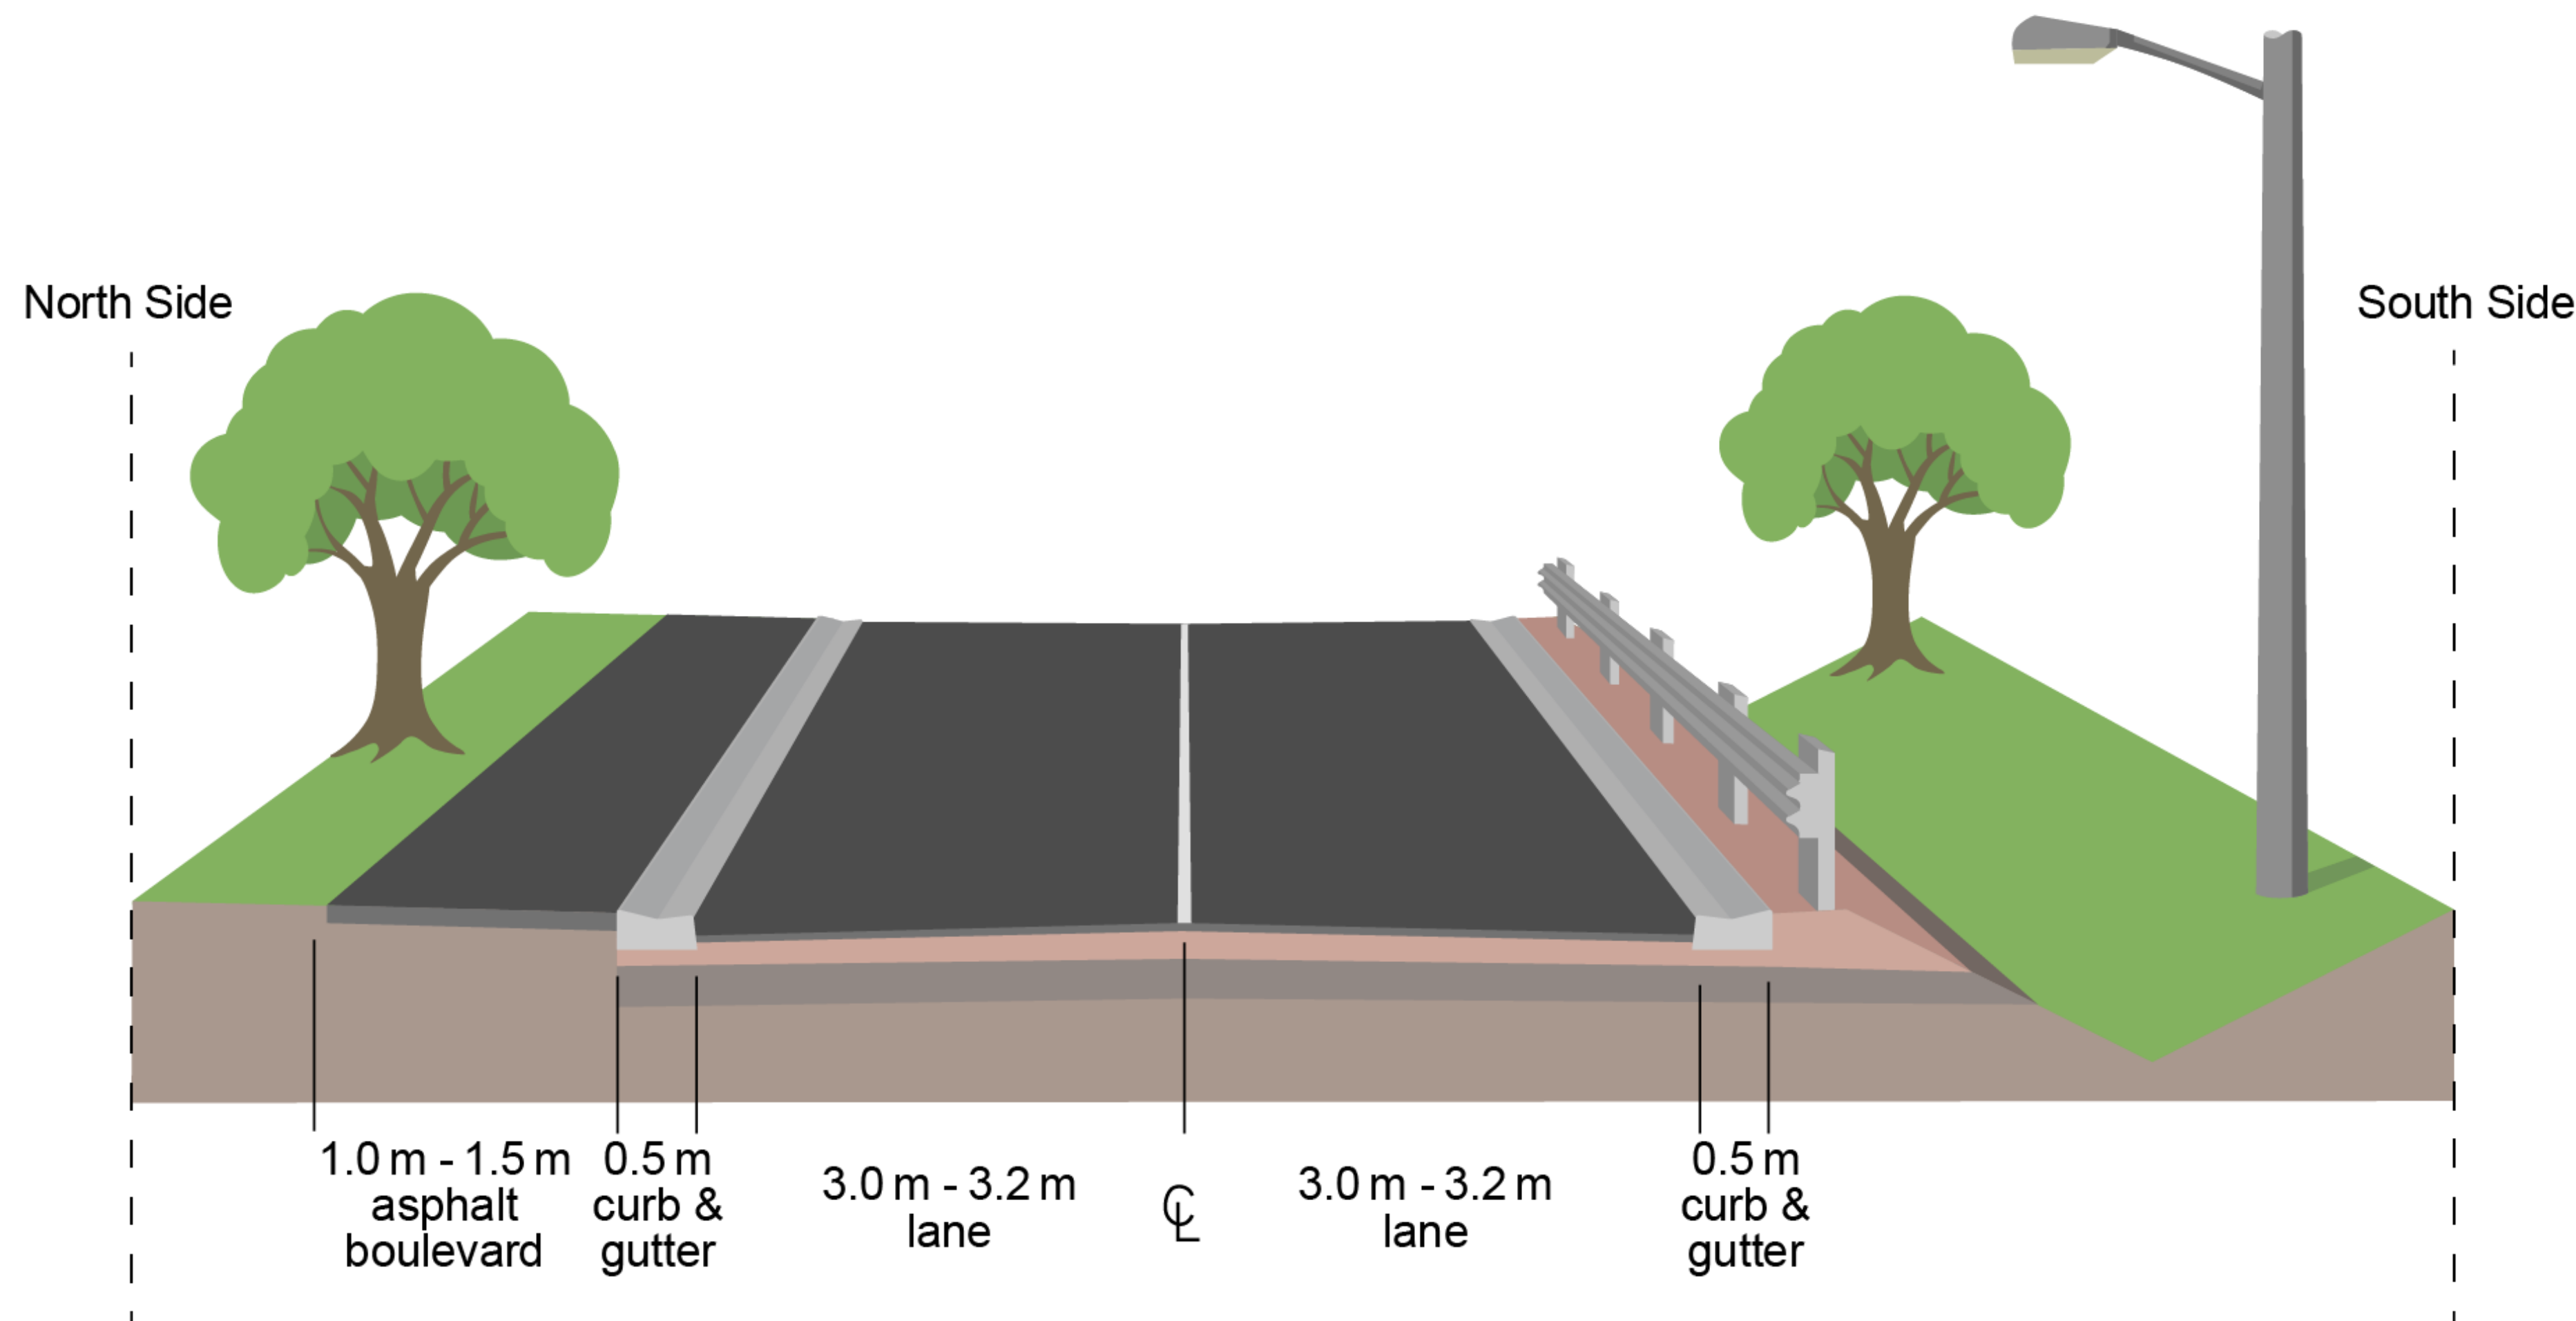 North Side
South Side
1.0 m - 1.5 m
asphalt
boulevard
0.5 m
curb &
gutter
3.0 m - 3.2 m
lane
℄
3.0 m - 3.2 m
lane
0.5 m
curb &
gutter